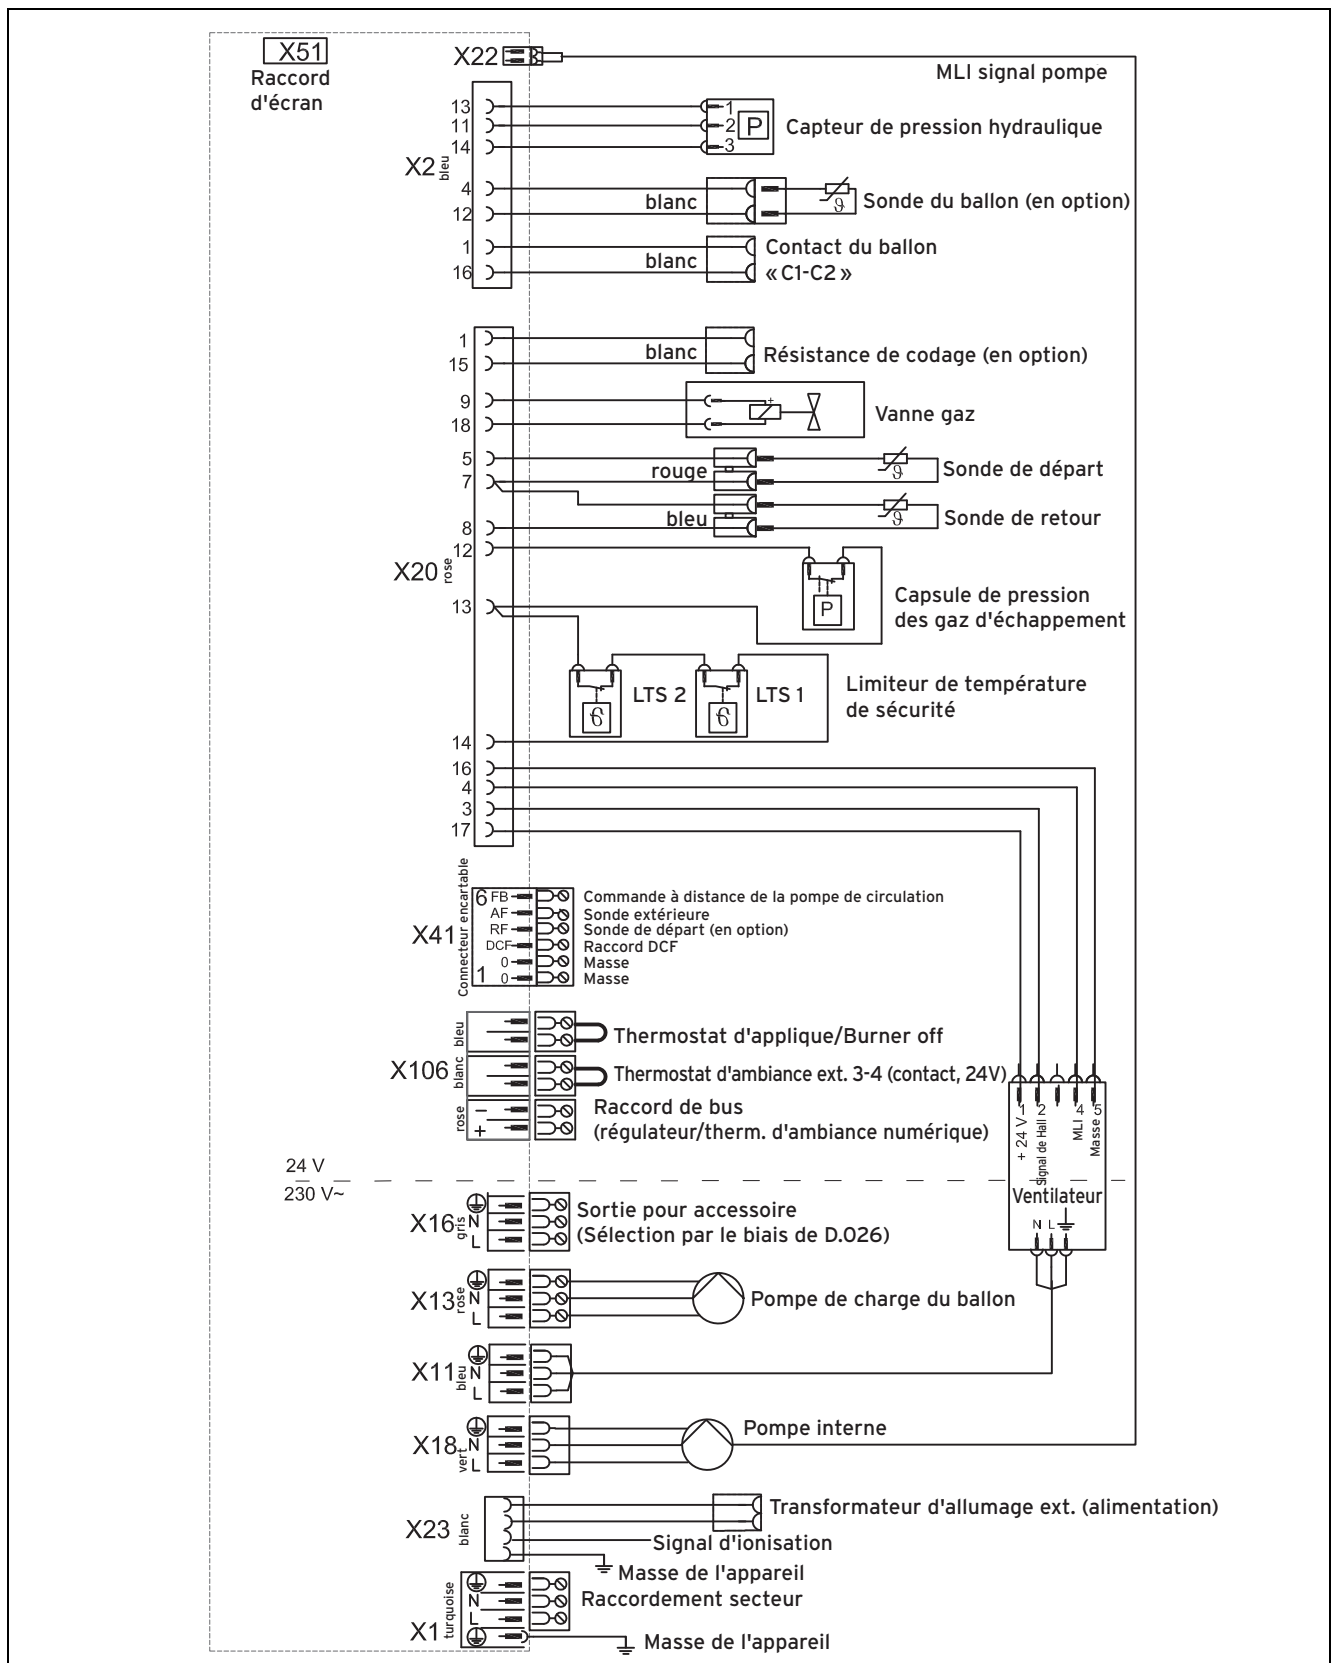 X51
Raccord
d'écran
X22
MLI signal pompe
X2
bleu
13
11
14
4
12
1
16
1
2
3
P
Capteur de pression hydraulique
blanc
ϑ
Sonde du ballon (en option)
blanc
Contact du ballon
« C1-C2 »
X20
rose
1
15
9
18
5
7
8
12
13
14
16
4
3
17
blanc
Résistance de codage (en option)
+
Vanne gaz
rouge
ϑ
Sonde de départ
bleu
ϑ
Sonde de retour
P
Capsule de pression
des gaz d'échappement
LTS 2
LTS 1
ϑ
ϑ
Limiteur de température
de sécurité
X41
Connecteur encartable
6 FB Commande à distance de la pompe de circulation
AF Sonde extérieure
RF Sonde de départ (en option)
DCF Raccord DCF
0 Masse
1 0 Masse
X106
bleu
Thermostat d'applique/Burner off
blanc
Thermostat d'ambiance ext. 3-4 (contact, 24V)
rose
–
+
Raccord de bus
(régulateur/therm. d'ambiance numérique)
1 2 4 5
+ 24 V
Signal de Hall
MLI
Masse
Ventilateur
N L
24 V
230 V~
X16
gris
N
L
Sortie pour accessoire
(Sélection par le biais de D.026)
X13
rose
N
L
Pompe de charge du ballon
X11
bleu
N
L
X18
vert
N
L
Pompe interne
X23
blanc
Transformateur d'allumage ext. (alimentation)
Signal d'ionisation
Masse de l'appareil
X1
turquoise
N
L
Raccordement secteur
Masse de l'appareil